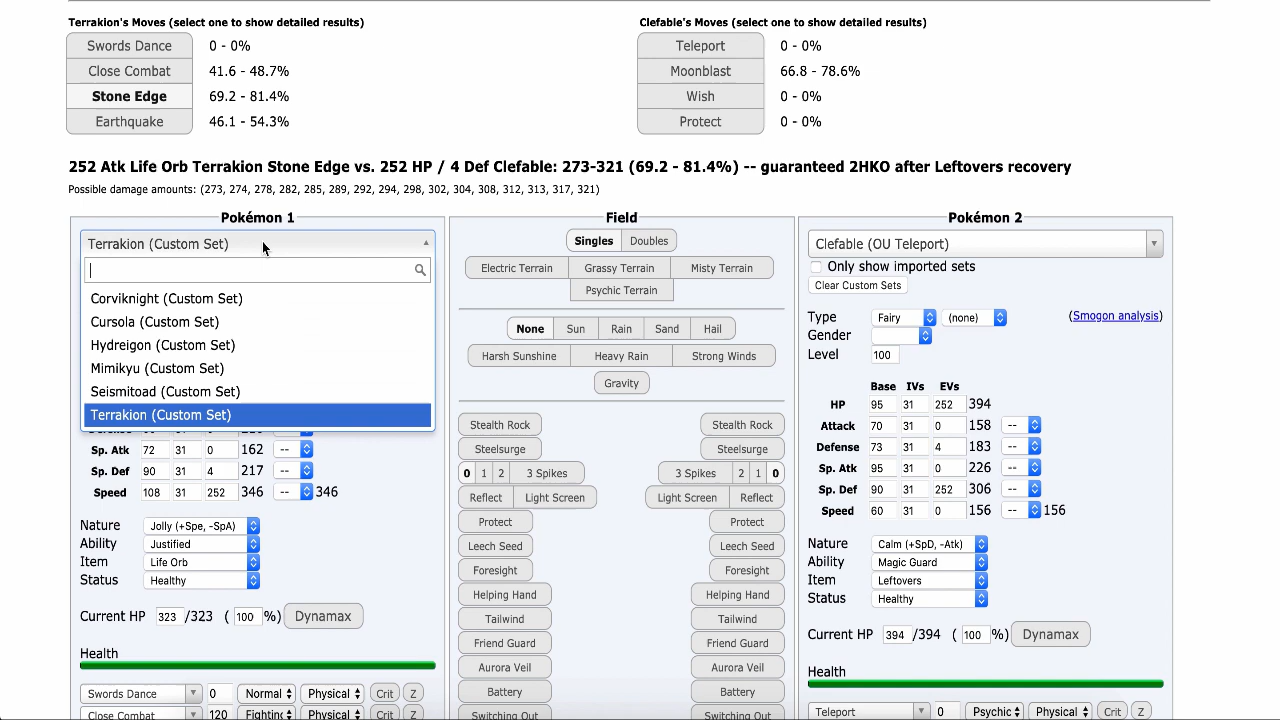 Terrakion's Moves (select one to show detailed results)
Clefable's Moves (select one to show detailed results)
Swords Dance 0 - 0%
Teleport 0 - 0%
Close Combat 41.6 - 48.7%
Moonblast 66.8 - 78.6%
Stone Edge 69.2 - 81.4%
Wish 0 - 0%
Earthquake 46.1 - 54.3%
Protect 0 - 0%
252 Atk Life Orb Terrakion Stone Edge vs. 252 HP / 4 Def Clefable: 273-321 (69.2 - 81.4%) -- guaranteed 2HKO after Leftovers recovery
Possible damage amounts: (273, 274, 278, 282, 285, 289, 292, 294, 298, 302, 304, 308, 312, 313, 317, 321)
Pokémon 1
Terrakion (Custom Set)
Corviknight (Custom Set)
Cursola (Custom Set)
Hydreigon (Custom Set)
Mimikyu (Custom Set)
Seismitoad (Custom Set)
Terrakion (Custom Set)
Sp. Atk 72 31 0 162 --
Sp. Def 90 31 4 217 --
Speed 108 31 252 346 -- 346
Nature Jolly (+Spe, -SpA)
Ability Justified
Item Life Orb
Status Healthy
Current HP 323 /323 ( 100 %) Dynamax
Health
Swords Dance 0 Normal Physical Crit Z
Close Combat 120 Fighting Physical Crit Z
Field
Singles Doubles
Electric Terrain Grassy Terrain Misty Terrain
Psychic Terrain
None Sun Rain Sand Hail
Harsh Sunshine Heavy Rain Strong Winds
Gravity
Stealth Rock Stealth Rock
Steelsurge Steelsurge
0 1 2 3 Spikes 3 Spikes 2 1 0
Reflect Light Screen Light Screen Reflect
Protect Protect
Leech Seed Leech Seed
Foresight Foresight
Helping Hand Helping Hand
Tailwind Tailwind
Friend Guard Friend Guard
Aurora Veil Aurora Veil
Battery Battery
Switching Out Switching Out
Pokémon 2
Clefable (OU Teleport)
Only show imported sets
Clear Custom Sets
Type Fairy (none) (Smogon analysis)
Gender
Level 100
Base IVs EVs
HP 95 31 252 394
Attack 70 31 0 158 --
Defense 73 31 4 183 --
Sp. Atk 95 31 0 226 --
Sp. Def 90 31 252 306 --
Speed 60 31 0 156 -- 156
Nature Calm (+SpD, -Atk)
Ability Magic Guard
Item Leftovers
Status Healthy
Current HP 394 /394 ( 100 %) Dynamax
Health
Teleport 0 Psychic Physical Crit Z